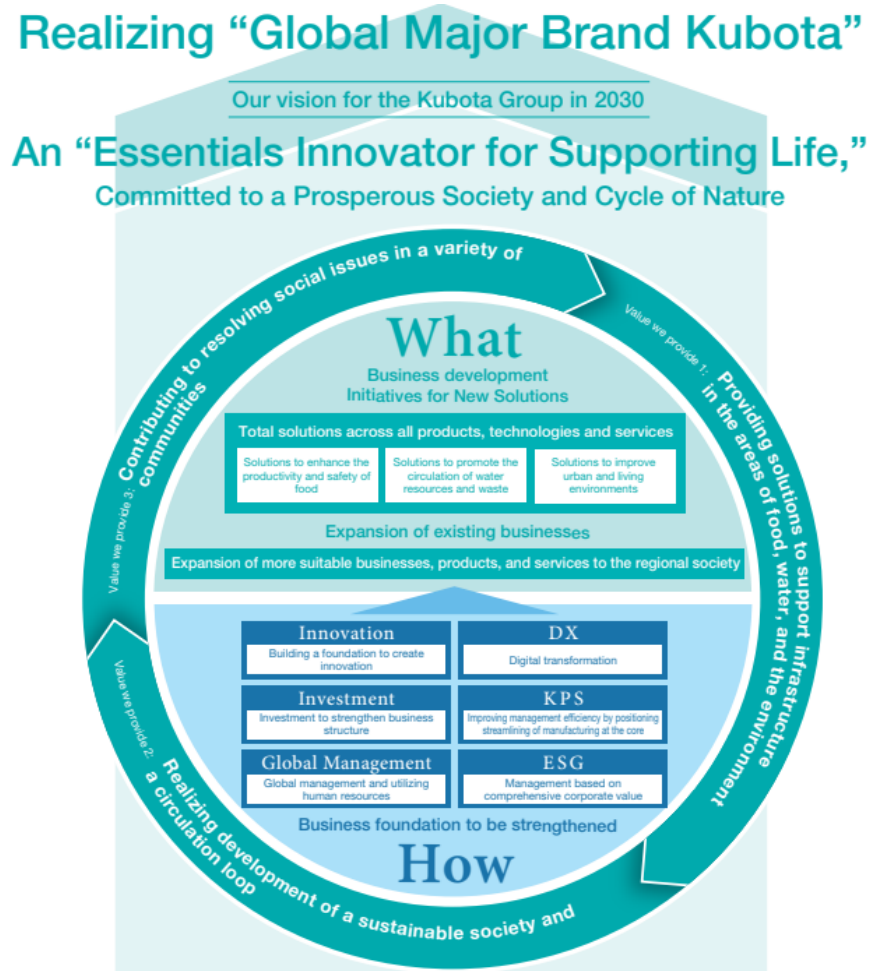 Realizing “Global Major Brand Kubota”
Our vision for the Kubota Group in 2030
An “Essentials Innovator for Supporting Life,”
Committed to a Prosperous Society and Cycle of Nature
Value we provide 1:
Providing solutions to support infrastructure
in the areas of food, water, and the environment
Value we provide 2:
Realizing development of a sustainable society and
a circulation loop
Value we provide 3:
Contributing to resolving social issues in a variety of
communities
What
Business development
Initiatives for New Solutions
Total solutions across all products, technologies and services
Solutions to enhance the
productivity and safety of
food
Solutions to promote the
circulation of water
resources and waste
Solutions to improve
urban and living
environments
Expansion of existing businesses
Expansion of more suitable businesses, products, and services to the regional society
Innovation
Building a foundation to create
innovation
DX
Digital transformation
Investment
Investment to strengthen business
structure
KPS
Improving management efficiency by positioning
streamlining of manufacturing at the core
Global Management
Global management and utilizing
human resources
ESG
Management based on
comprehensive corporate value
Business foundation to be strengthened
How